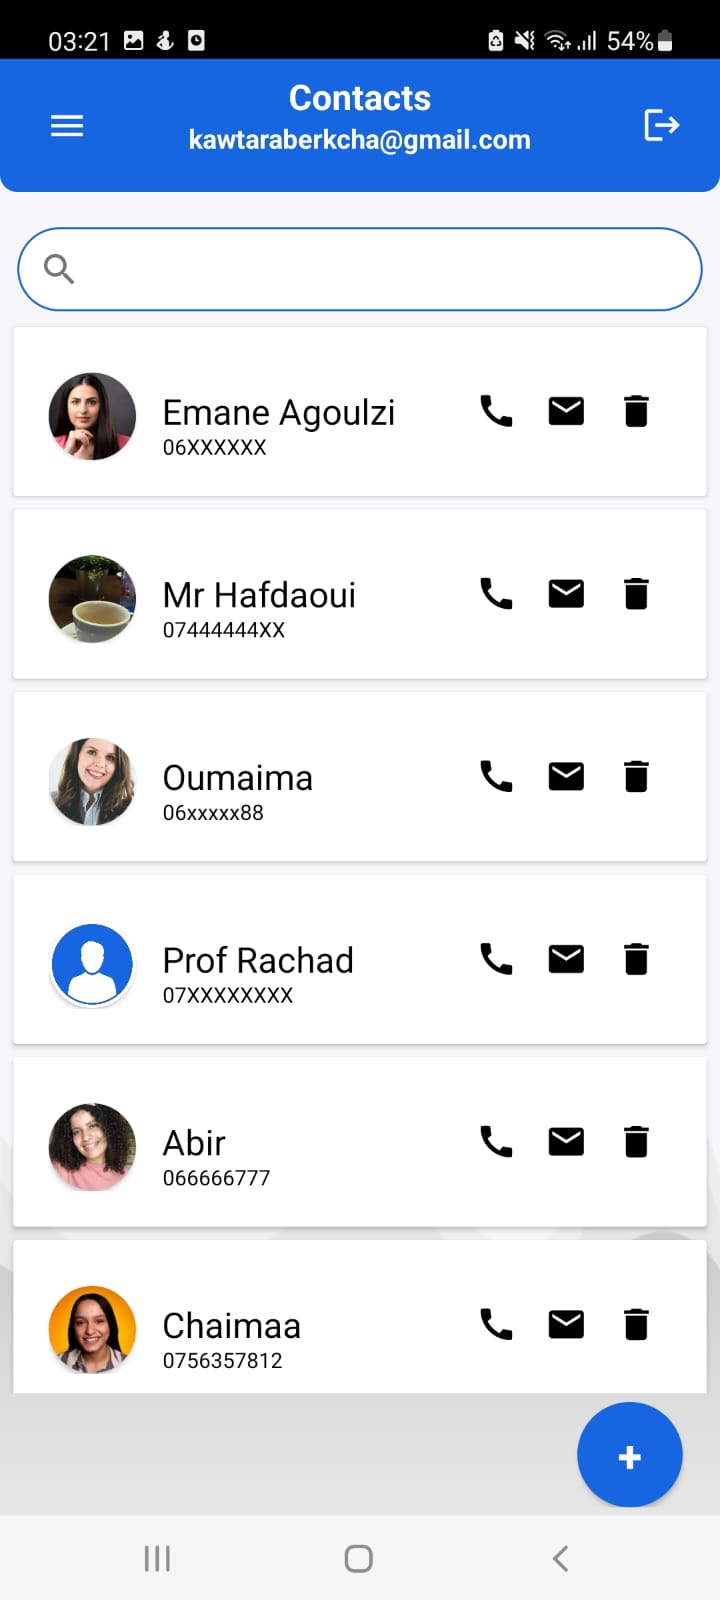 03:21 54%
Contacts
kawtaraberkcha@gmail.com
Emane Agoulzi
06XXXXXX
Mr Hafdaoui
07444444XX
Oumaima
06xxxxx88
Prof Rachad
07XXXXXXXX
Abir
066666777
Chaimaa
0756357812
+